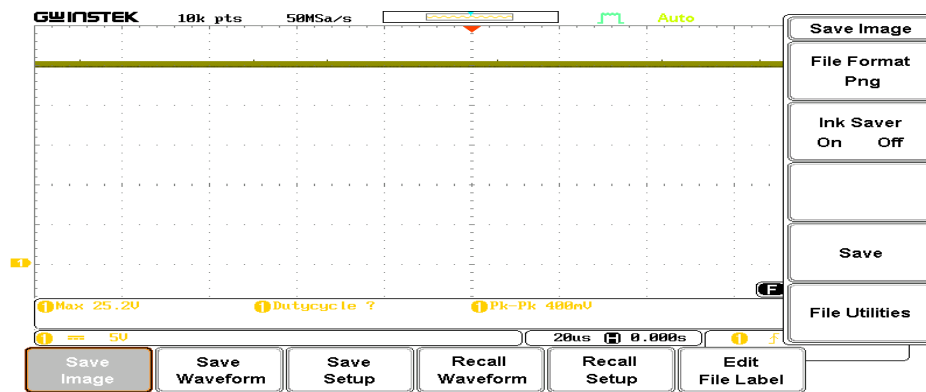 GWINSTEK 10k pts 50MSa/s Auto
Save Image
File Format
Png
Ink Saver
On Off
1
Save
F
1 Max 25.2V 1 Dutycycle ? 1 Pk-Pk 400mV
File Utilities
1 5V 20us H 0.000s 1
Save Image
Save Waveform
Save Setup
Recall Waveform
Recall Setup
Edit File Label